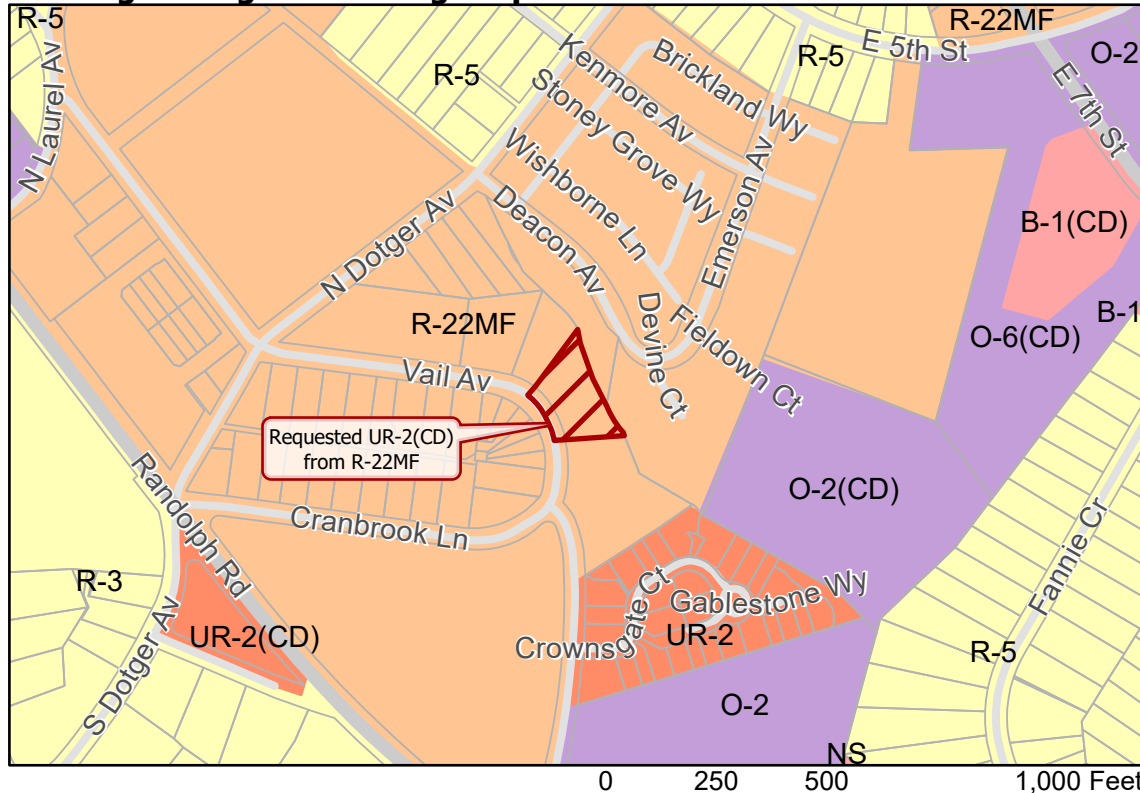 R-5
R-22MF
E 5th St
R-5
O-2
N Laurel Av
R-5
Kenmore Av
Brickland Wy
E 7th St
Stoney Grove Wy
Wishborne Ln
Emerson Av
B-1(CD)
N Dotger Av
Deacon Av
B-1
R-22MF
Devine Ct
Fieldown Ct
O-6(CD)
Vail Av
Requested UR-2(CD)
from R-22MF
O-2(CD)
Randolph Rd
Cranbrook Ln
Fannie Cr
R-3
Gablestone Wy
UR-2(CD)
Crownsgate Ct
UR-2
R-5
S Dotger Av
O-2
NS
0 250 500 1,000 Feet